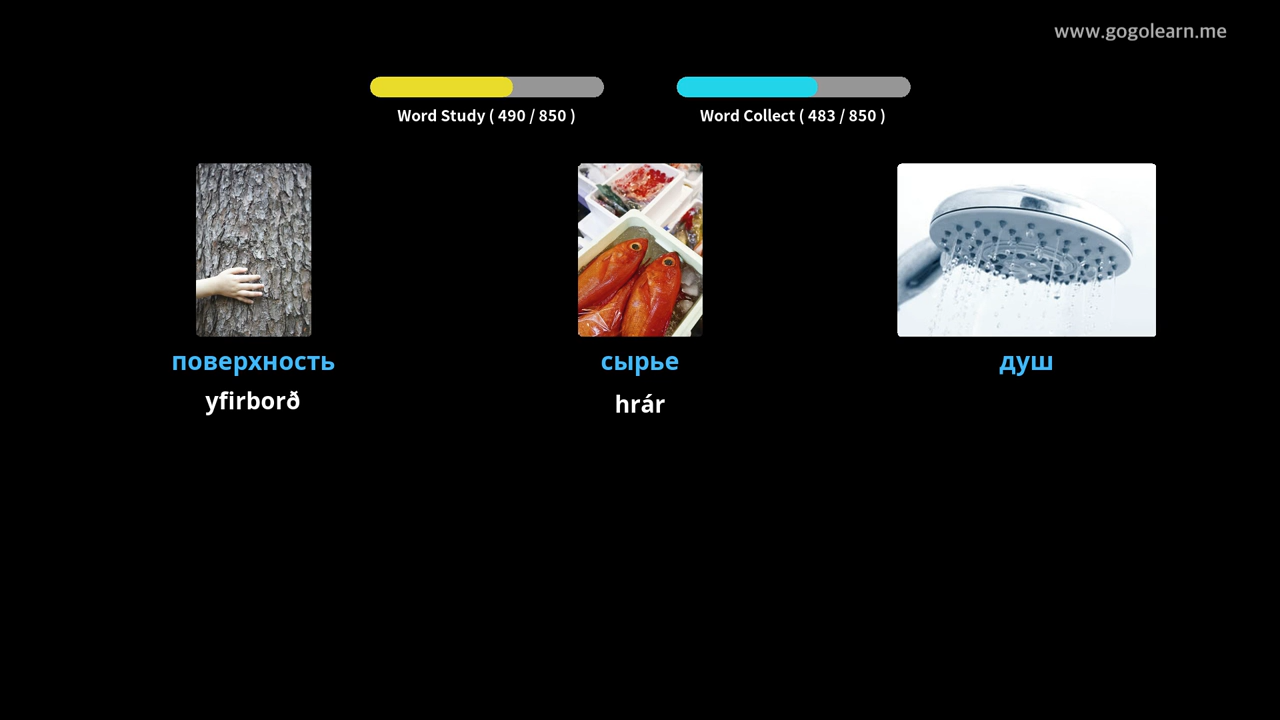 www.gogolearn.me
Word Study ( 490 / 850 )
Word Collect ( 483 / 850 )
поверхность
сырье
душ
yfirborð
hrár